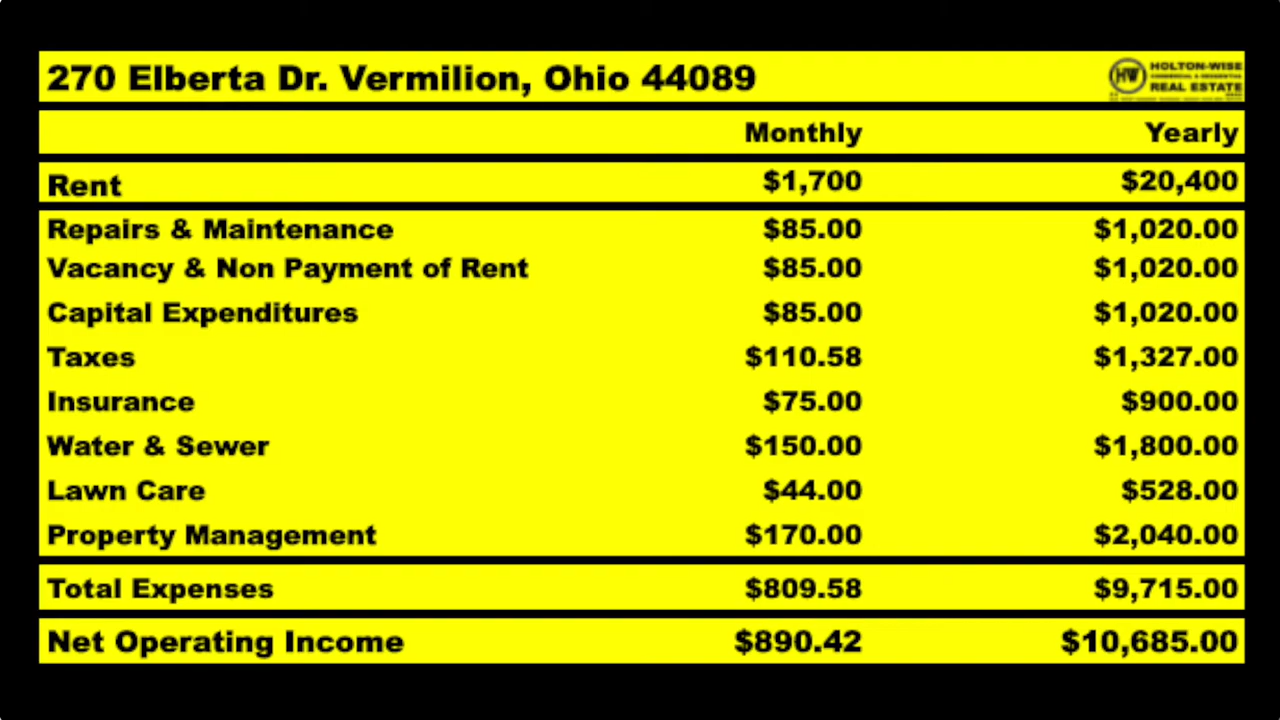 270 Elberta Dr. Vermilion, Ohio 44089
HW HOLTON-WISE
COMMERCIAL & RESIDENTIAL
REAL ESTATE
Monthly Yearly
Rent $1,700 $20,400
Repairs & Maintenance $85.00 $1,020.00
Vacancy & Non Payment of Rent $85.00 $1,020.00
Capital Expenditures $85.00 $1,020.00
Taxes $110.58 $1,327.00
Insurance $75.00 $900.00
Water & Sewer $150.00 $1,800.00
Lawn Care $44.00 $528.00
Property Management $170.00 $2,040.00
Total Expenses $809.58 $9,715.00
Net Operating Income $890.42 $10,685.00